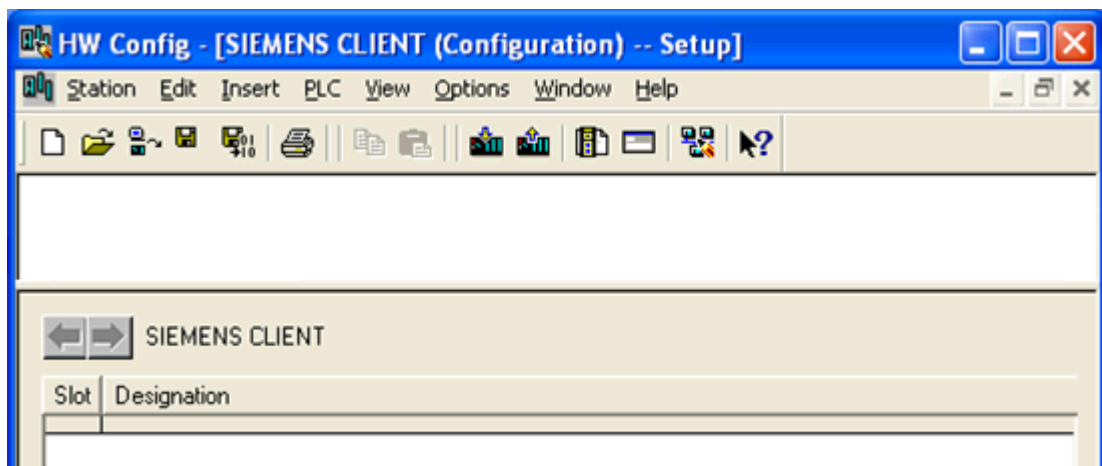 HW Config - [SIEMENS CLIENT (Configuration) -- Setup]
Station Edit Insert PLC View Options Window Help
SIEMENS CLIENT
Slot Designation